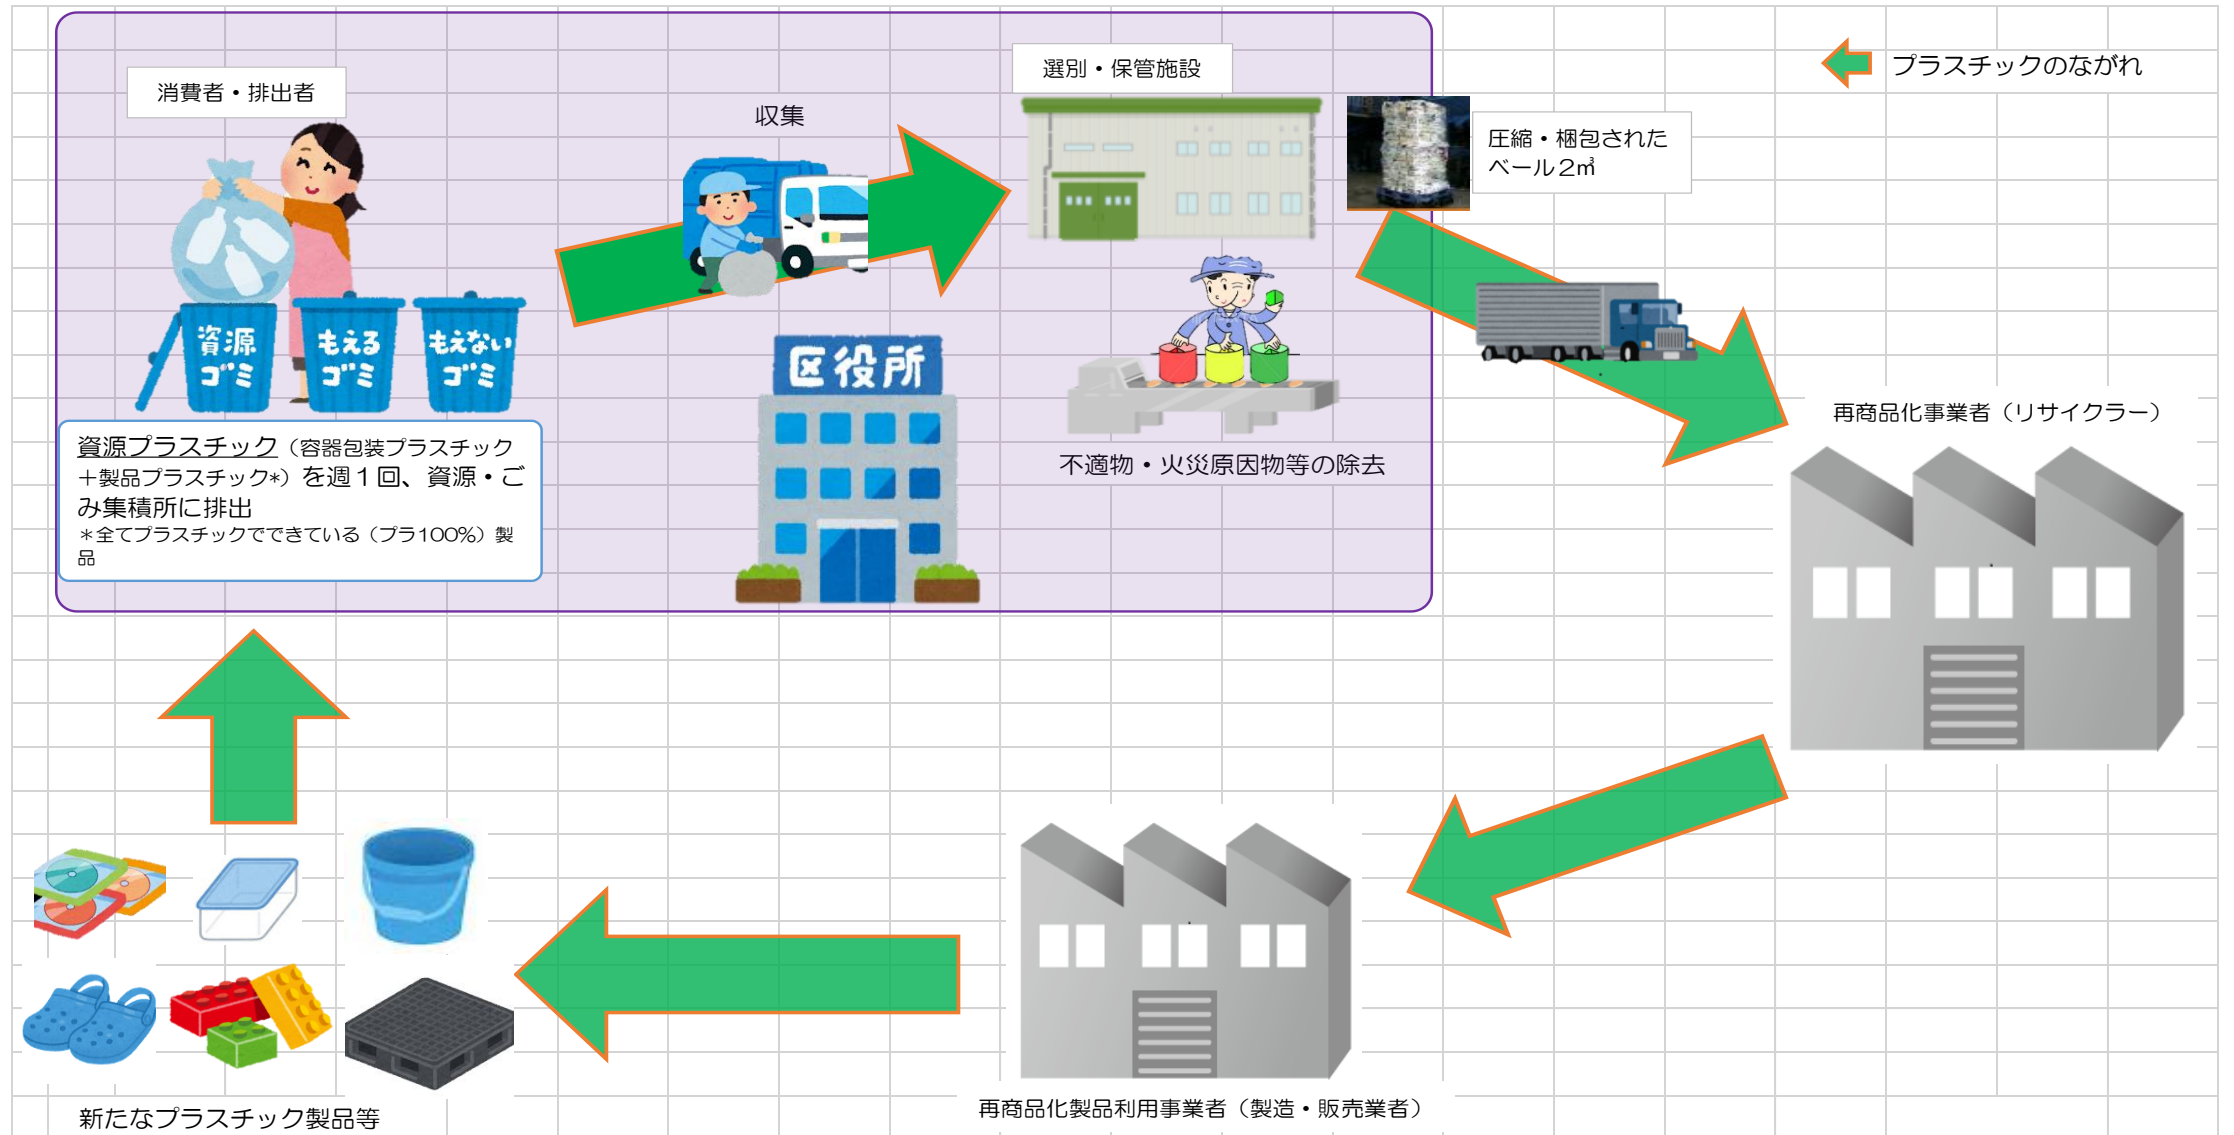 消費者・排出者
収集
選別・保管施設
プラスチックのながれ
圧縮・梱包された
ベール2㎥
資源
ゴミ
もえる
ゴミ
もえない
ゴミ
区役所
不適物・火災原因物等の除去
資源プラスチック（容器包装プラスチック
＋製品プラスチック*）を週１回、資源・ご
み集積所に排出
＊全てプラスチックでできている（プラ100%）製
品
再商品化事業者（リサイクラー）
再商品化製品利用事業者（製造・販売業者）
新たなプラスチック製品等